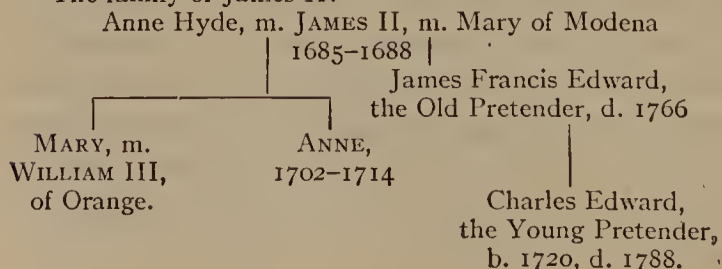 The family of James II.
Anne Hyde, m. JAMES II, m. Mary of Modena
1685–1688
James Francis Edward,
the Old Pretender, d. 1766
MARY, m.
WILLIAM III,
of Orange.
ANNE,
1702–1714
Charles Edward,
the Young Pretender,
b. 1720, d. 1788.